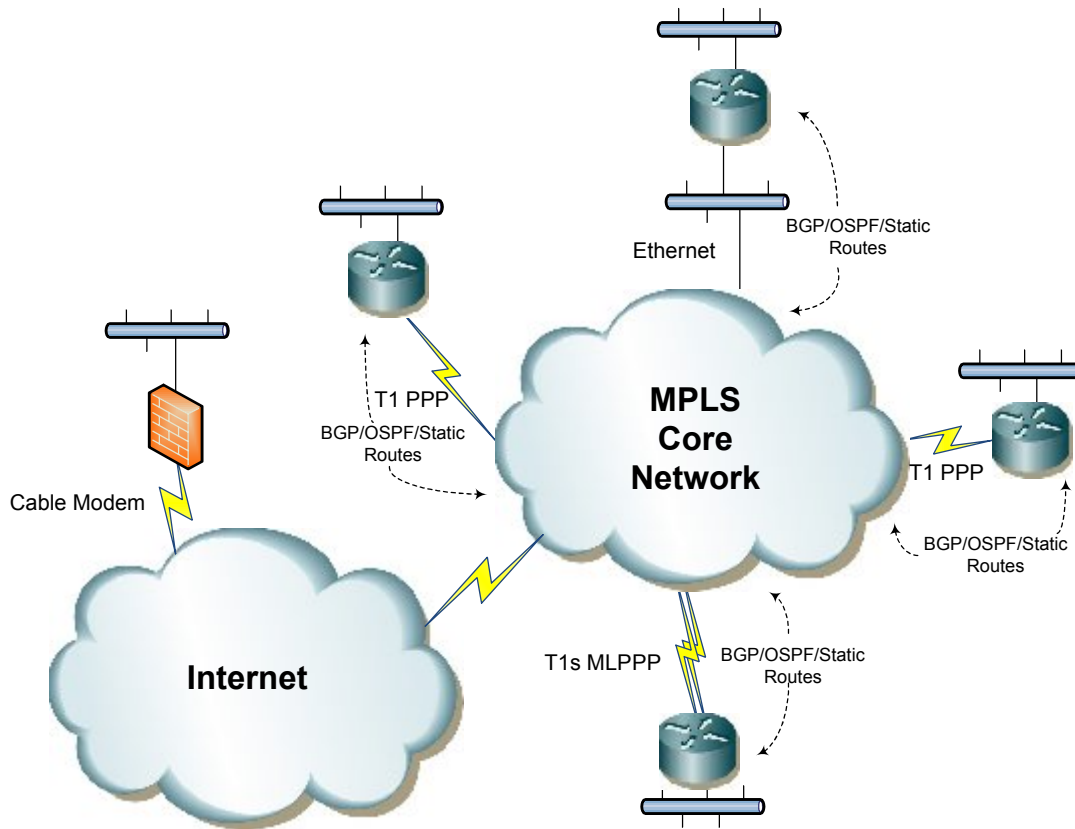 BGP/OSPF/Static
Routes
Ethernet
T1 PPP
BGP/OSPF/Static
Routes
MPLS
Core
Network
T1 PPP
BGP/OSPF/Static
Routes
Cable Modem
Internet
T1s MLPPP
BGP/OSPF/Static
Routes